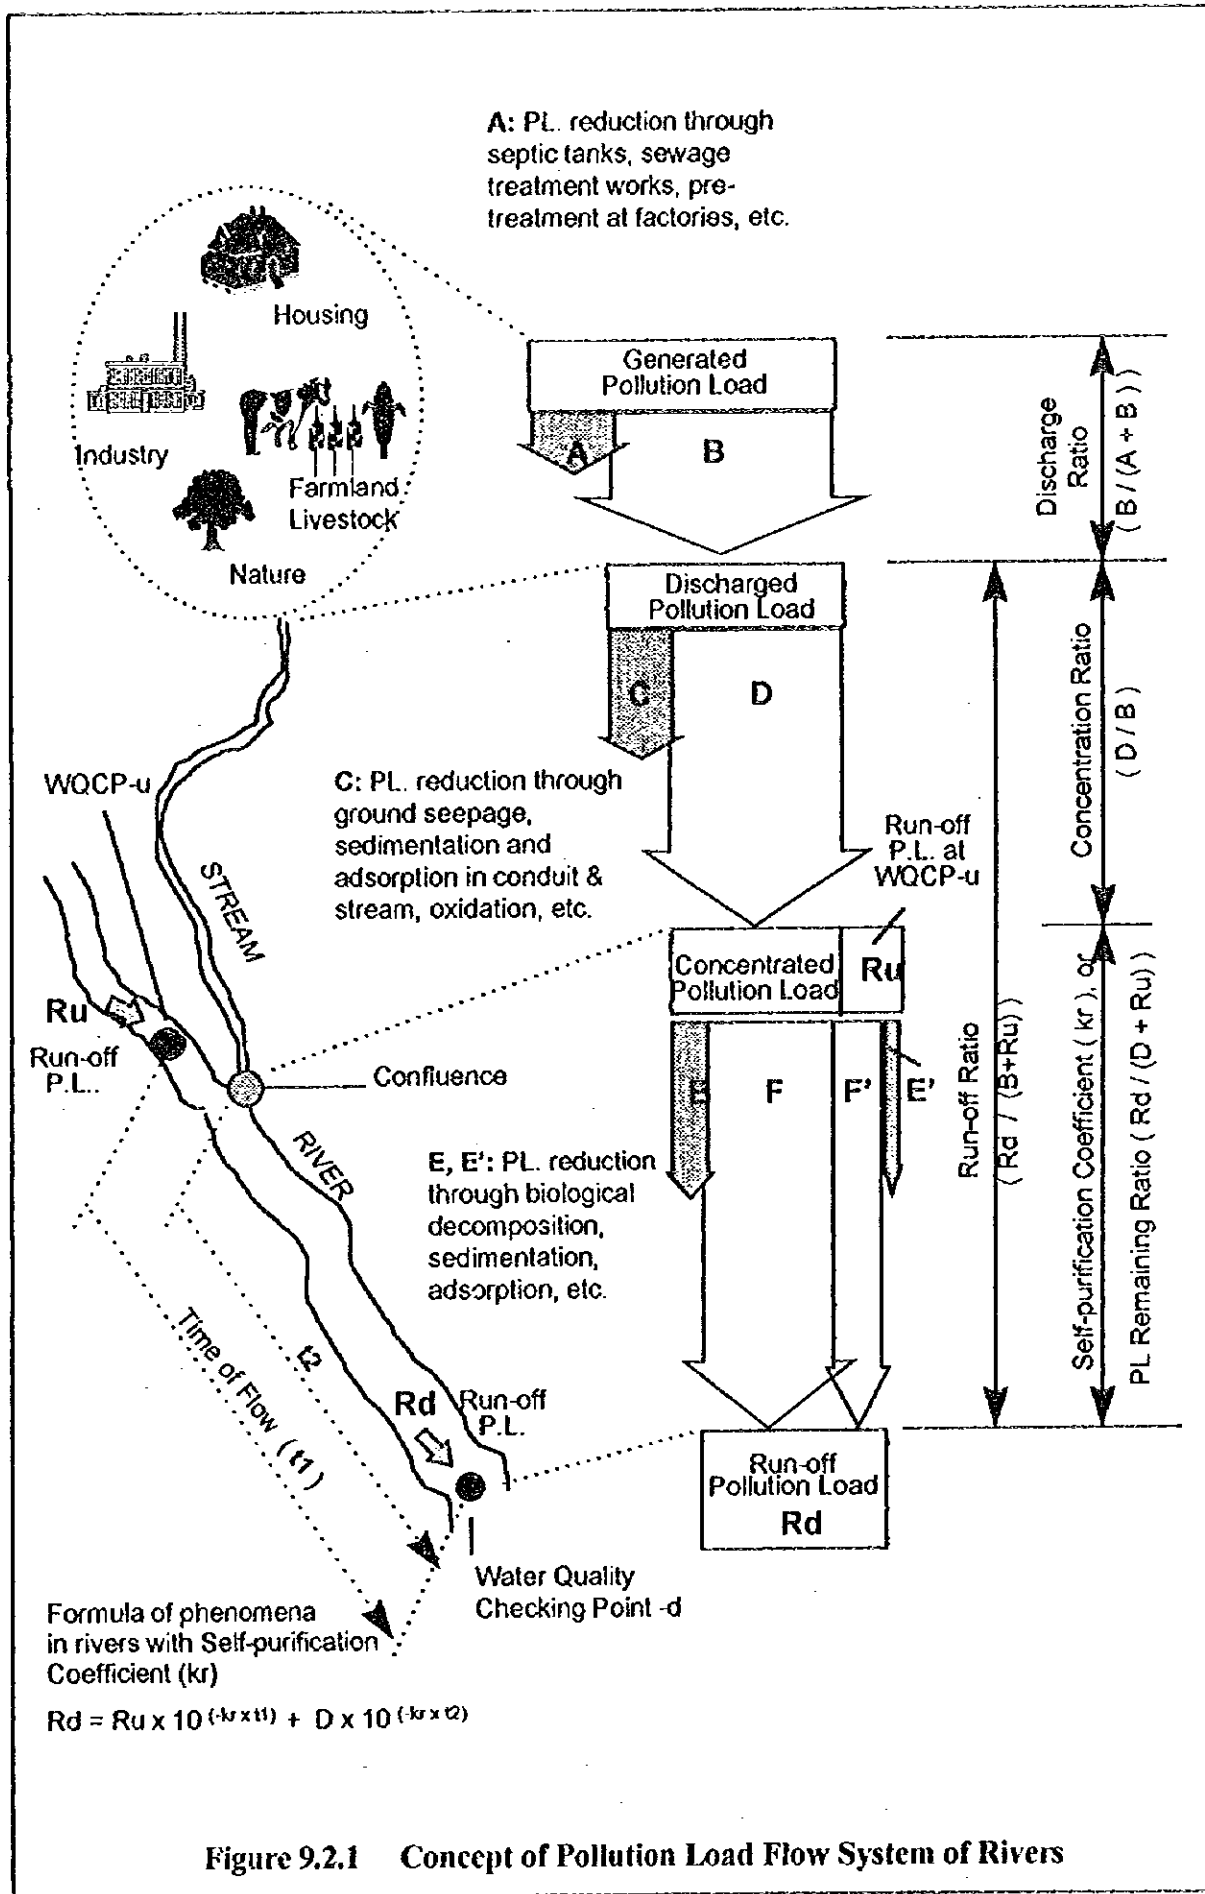 A: PL. reduction through
septic tanks, sewage
treatment works, pre-
treatment at factories, etc.
Housing
Industry
Farmland
Livestock
Nature
Generated
Pollution Load
A
B
Discharge
Ratio
( B / (A + B ) )
Discharged
Pollution Load
C
D
Concentration Ratio
( D / B )
WQCP-u
STREAM
C: PL. reduction through
ground seepage,
sedimentation and
adsorption in conduit &
stream, oxidation, etc.
Run-off
P.L. at
WQCP-u
Concentrated
Pollution Load
Ru
Ru
Run-off
P.L..
Confluence
RIVER
E
F
F'
E'
E, E': PL. reduction
through biological
decomposition,
sedimentation,
adsorption, etc.
Run-off Ratio
(Rd / (B+Ru) )
Self-purification Coefficient ( kr ), or
PL Remaining Ratio ( Rd / (D + Ru) )
Time of Flow ( t1 )
t2
Rd
Run-off
P.L.
Run-off
Pollution Load
Rd
Water Quality
Checking Point -d
Formula of phenomena
in rivers with Self-purification
Coefficient (kr)
Rd = Ru x 10 (-kr x t1) + D x 10 (-kr x t2)
Figure 9.2.1 Concept of Pollution Load Flow System of Rivers